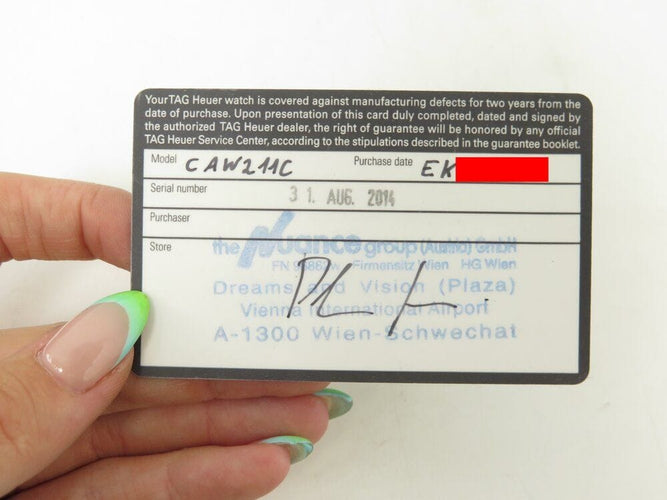 Your TAG Heuer watch is covered against manufacturing defects for two years from the
date of purchase. Upon presentation of this card duly completed, dated and signed by
the authorized TAG Heuer dealer, the right of guarantee will be honored by any official
TAG Heuer Service Center, according to the stipulations described in the guarantee booklet.
Model CAW211C Purchase date EK
Serial number 31. AUG. 2014
Purchaser
Store the nuance group (Austria) GmbH
Firmensitz Wien HG Wien
Dreams and Vision (Plaza)
Vienna International Airport
A-1300 Wien-Schwechat